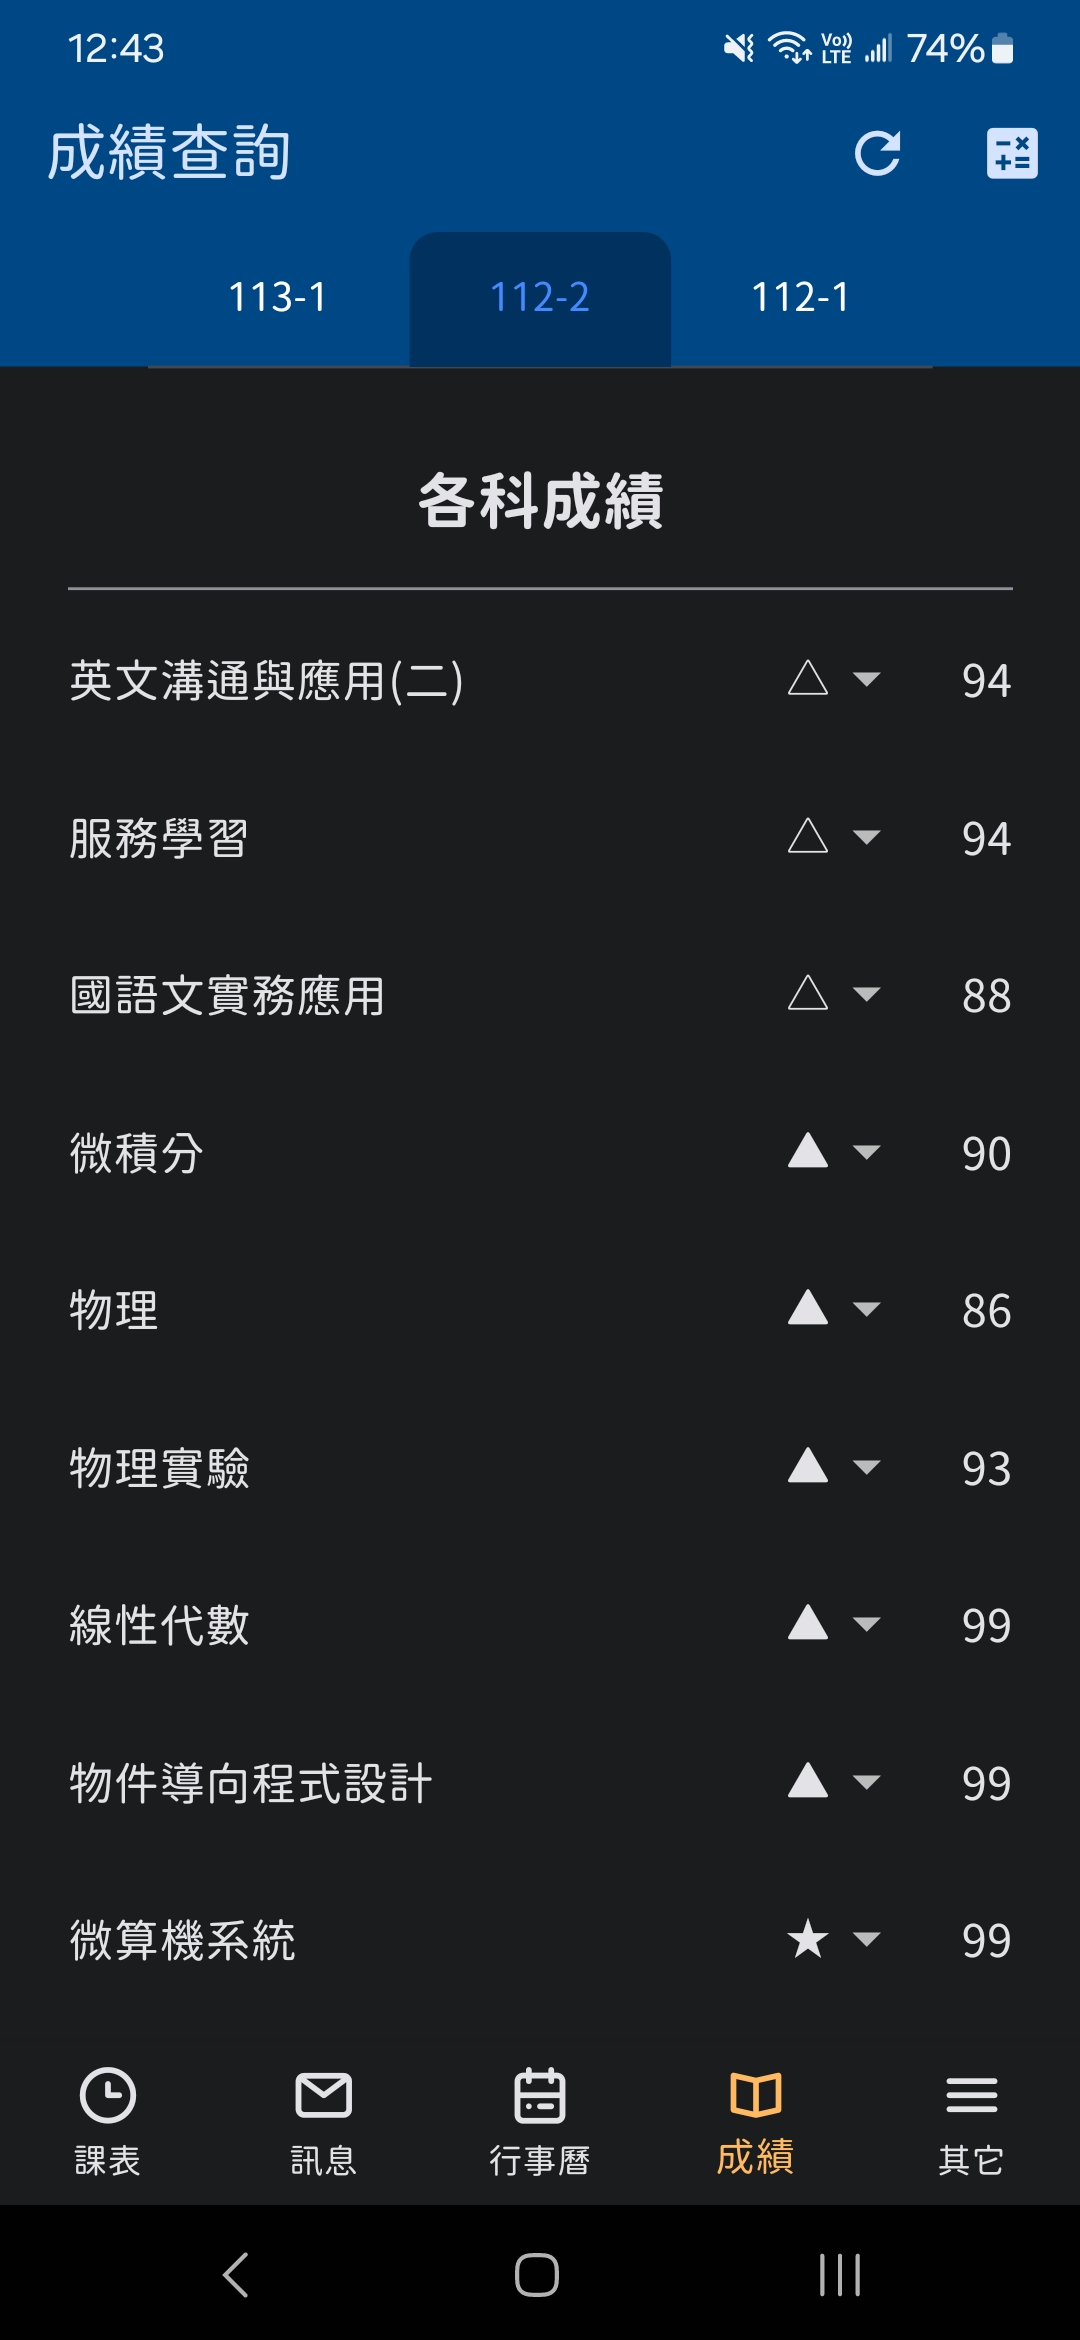 12:43 Vo)) LTE 74%
成績查詢
113-1 112-2 112-1
各科成績
英文溝通與應用(二) △ 94
服務學習 △ 94
國語文實務應用 △ 88
微積分 ▲ 90
物理 ▲ 86
物理實驗 ▲ 93
線性代數 ▲ 99
物件導向程式設計 ▲ 99
微算機系統 ★ 99
課表 訊息 行事曆 成績 其它